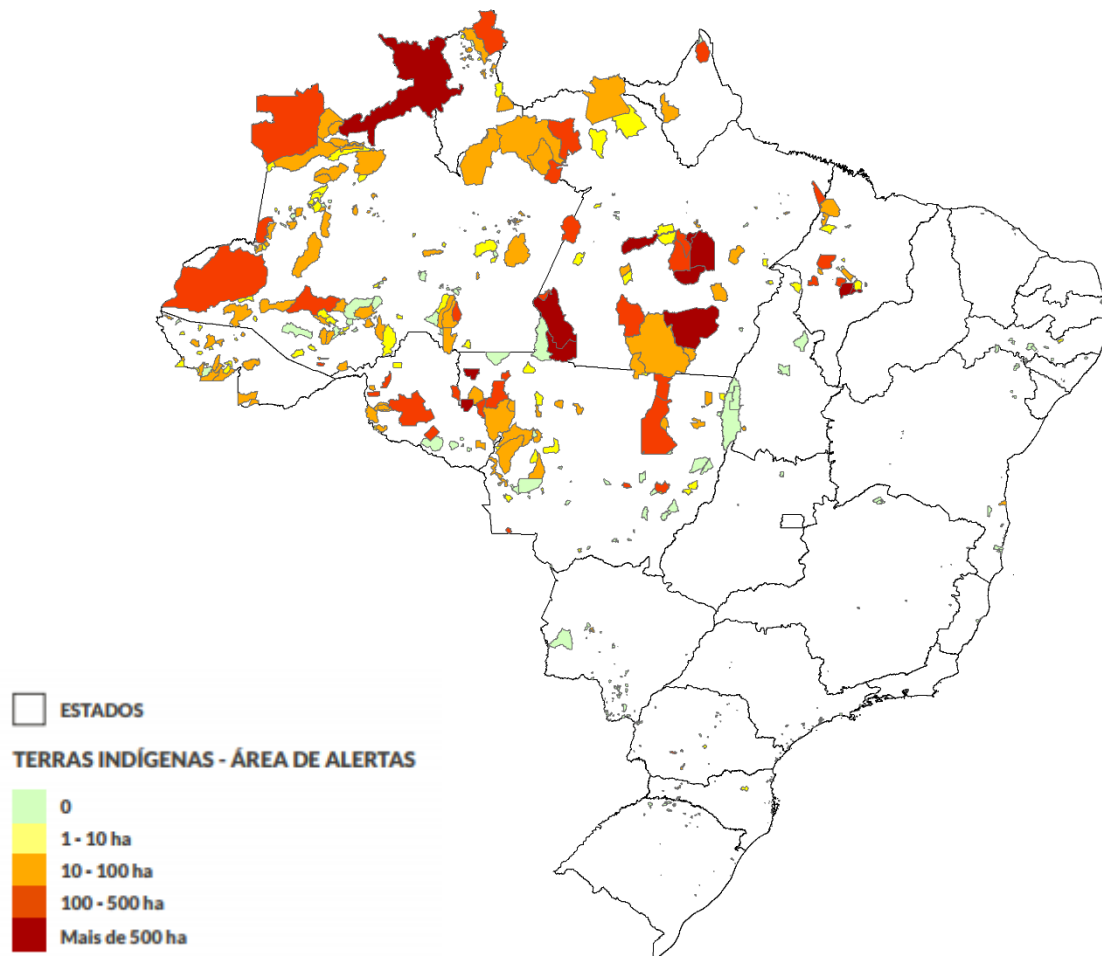 ESTADOS
TERRAS INDÍGENAS - ÁREA DE ALERTAS
0
1 - 10 ha
10 - 100 ha
100 - 500 ha
Mais de 500 ha